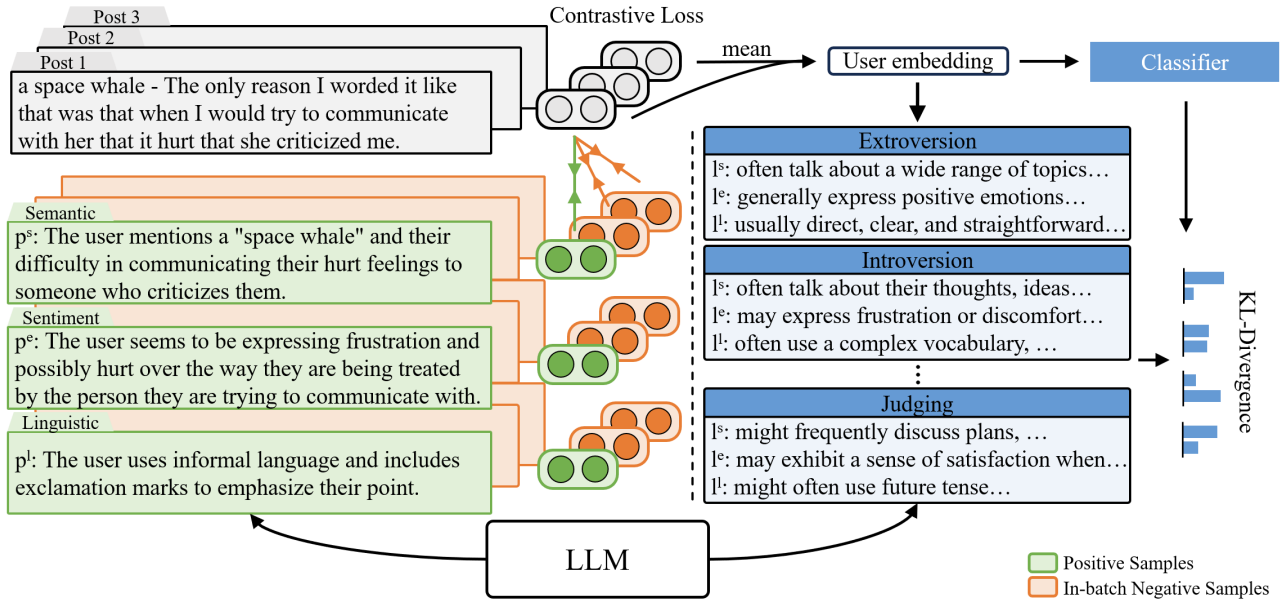 Post 3
Post 2
Post 1
a space whale - The only reason I worded it like
that was that when I would try to communicate
with her that it hurt that she criticized me.
Contrastive Loss
mean
User embedding
Classifier
Semantic
pˢ: The user mentions a "space whale" and their
difficulty in communicating their hurt feelings to
someone who criticizes them.
Sentiment
pᵉ: The user seems to be expressing frustration and
possibly hurt over the way they are being treated
by the person they are trying to communicate with.
Linguistic
pˡ: The user uses informal language and includes
exclamation marks to emphasize their point.
Extroversion
lˢ: often talk about a wide range of topics…
lᵉ: generally express positive emotions…
lˡ: usually direct, clear, and straightforward…
Introversion
lˢ: often talk about their thoughts, ideas…
lᵉ: may express frustration or discomfort…
lˡ: often use a complex vocabulary, …
Judging
lˢ: might frequently discuss plans, …
lᵉ: may exhibit a sense of satisfaction when…
lˡ: might often use future tense…
KL-Divergence
LLM
Positive Samples
In-batch Negative Samples